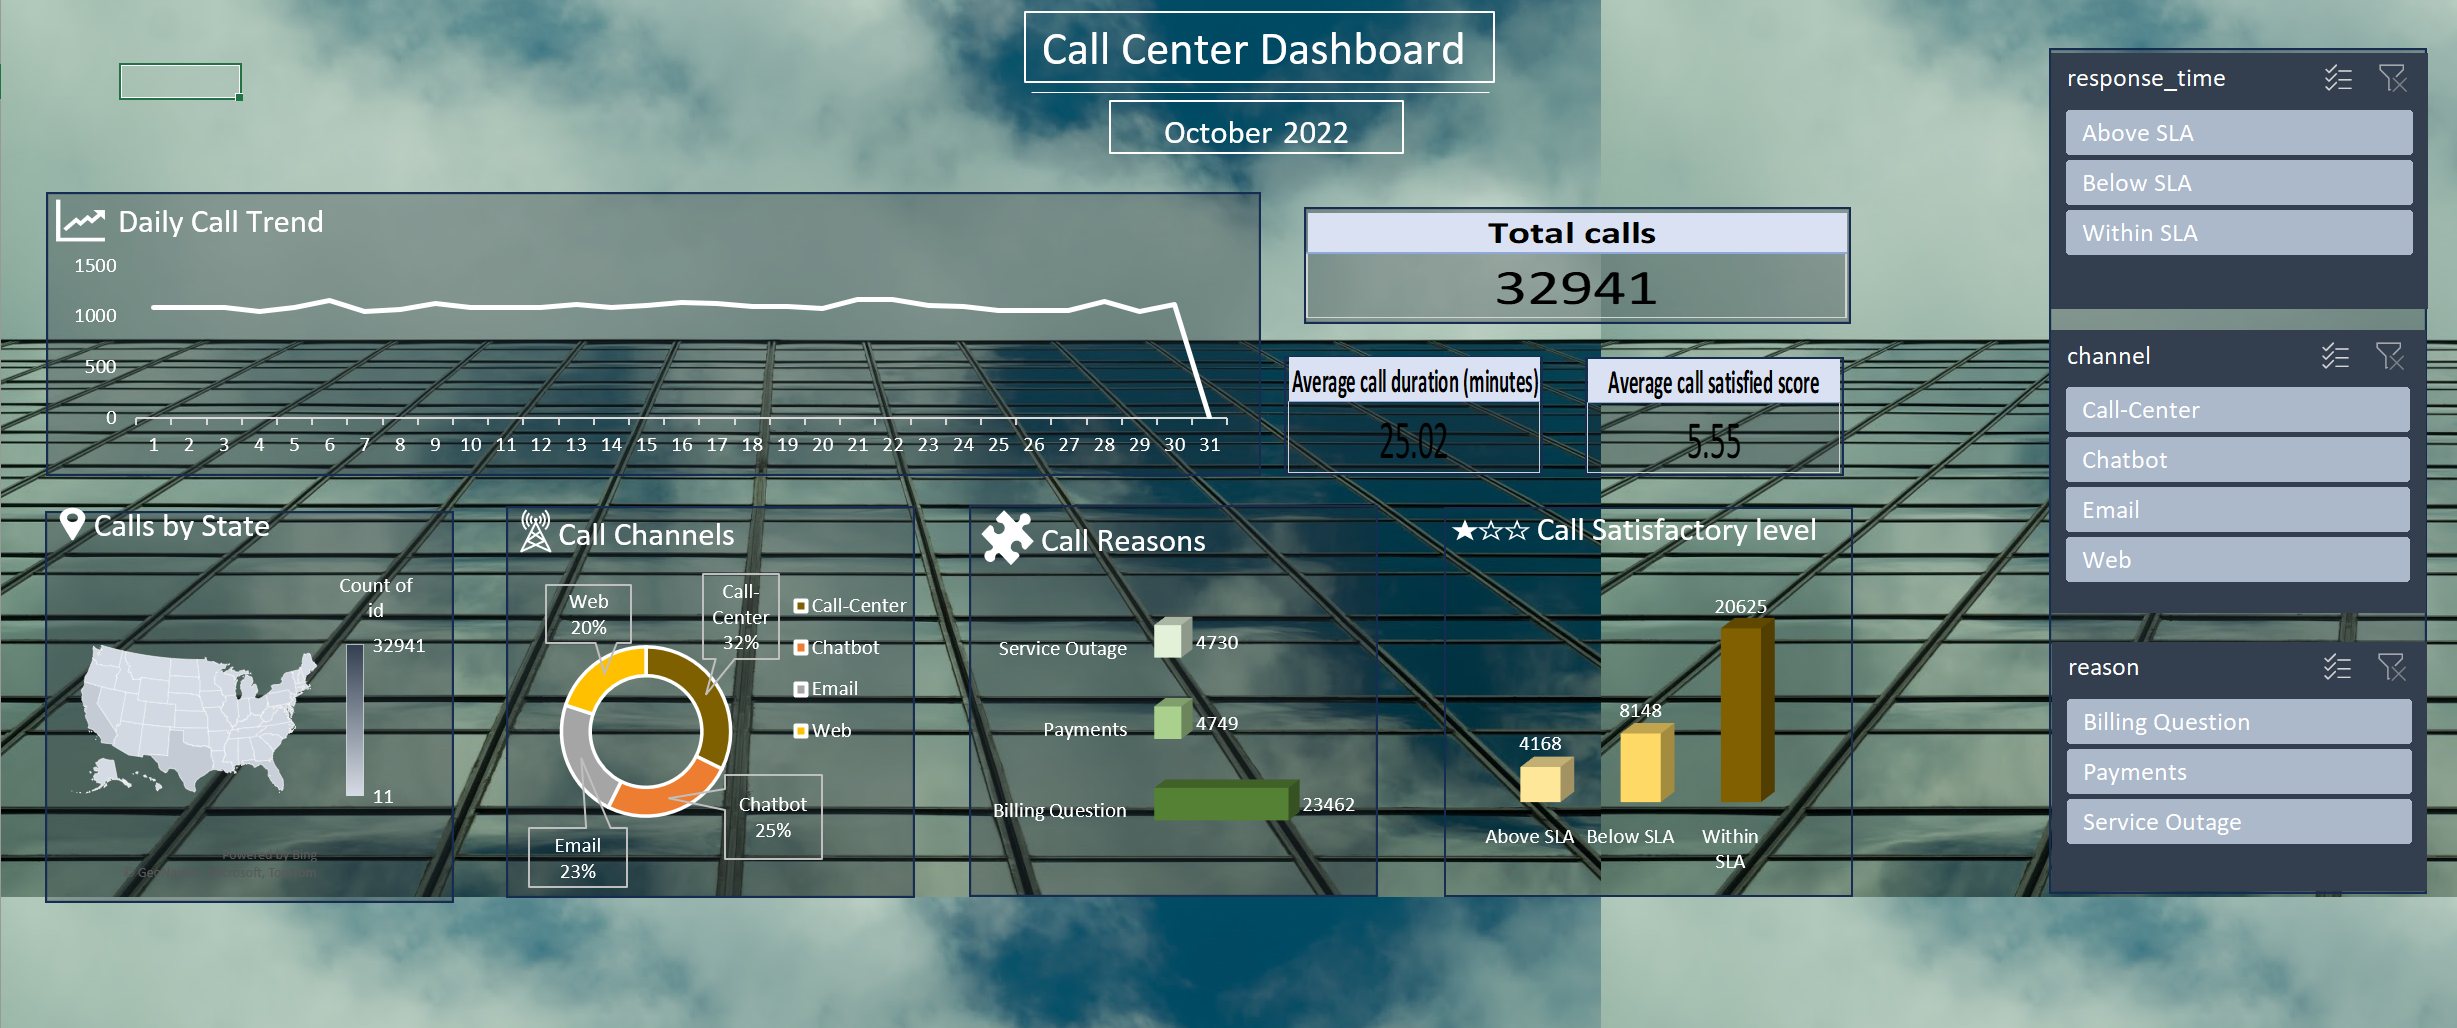 Call Center Dashboard
October 2022
Daily Call Trend
1500
1000
500
0
1 2 3 4 5 6 7 8 9 10 11 12 13 14 15 16 17 18 19 20 21 22 23 24 25 26 27 28 29 30 31
Total calls
32941
Average call duration (minutes)
25.02
Average call satisfied score
5.55
Calls by State
Count of
id
32941
11
Powered by Bing
Call Channels
Web
20%
Call-
Center
32%
Chatbot
25%
Email
23%
Call-Center
Chatbot
Email
Web
Call Reasons
Service Outage 4730
Payments 4749
Billing Question 23462
Call Satisfactory level
4168
8148
20625
Above SLA
Below SLA
Within
SLA
response_time
Above SLA
Below SLA
Within SLA
channel
Call-Center
Chatbot
Email
Web
reason
Billing Question
Payments
Service Outage